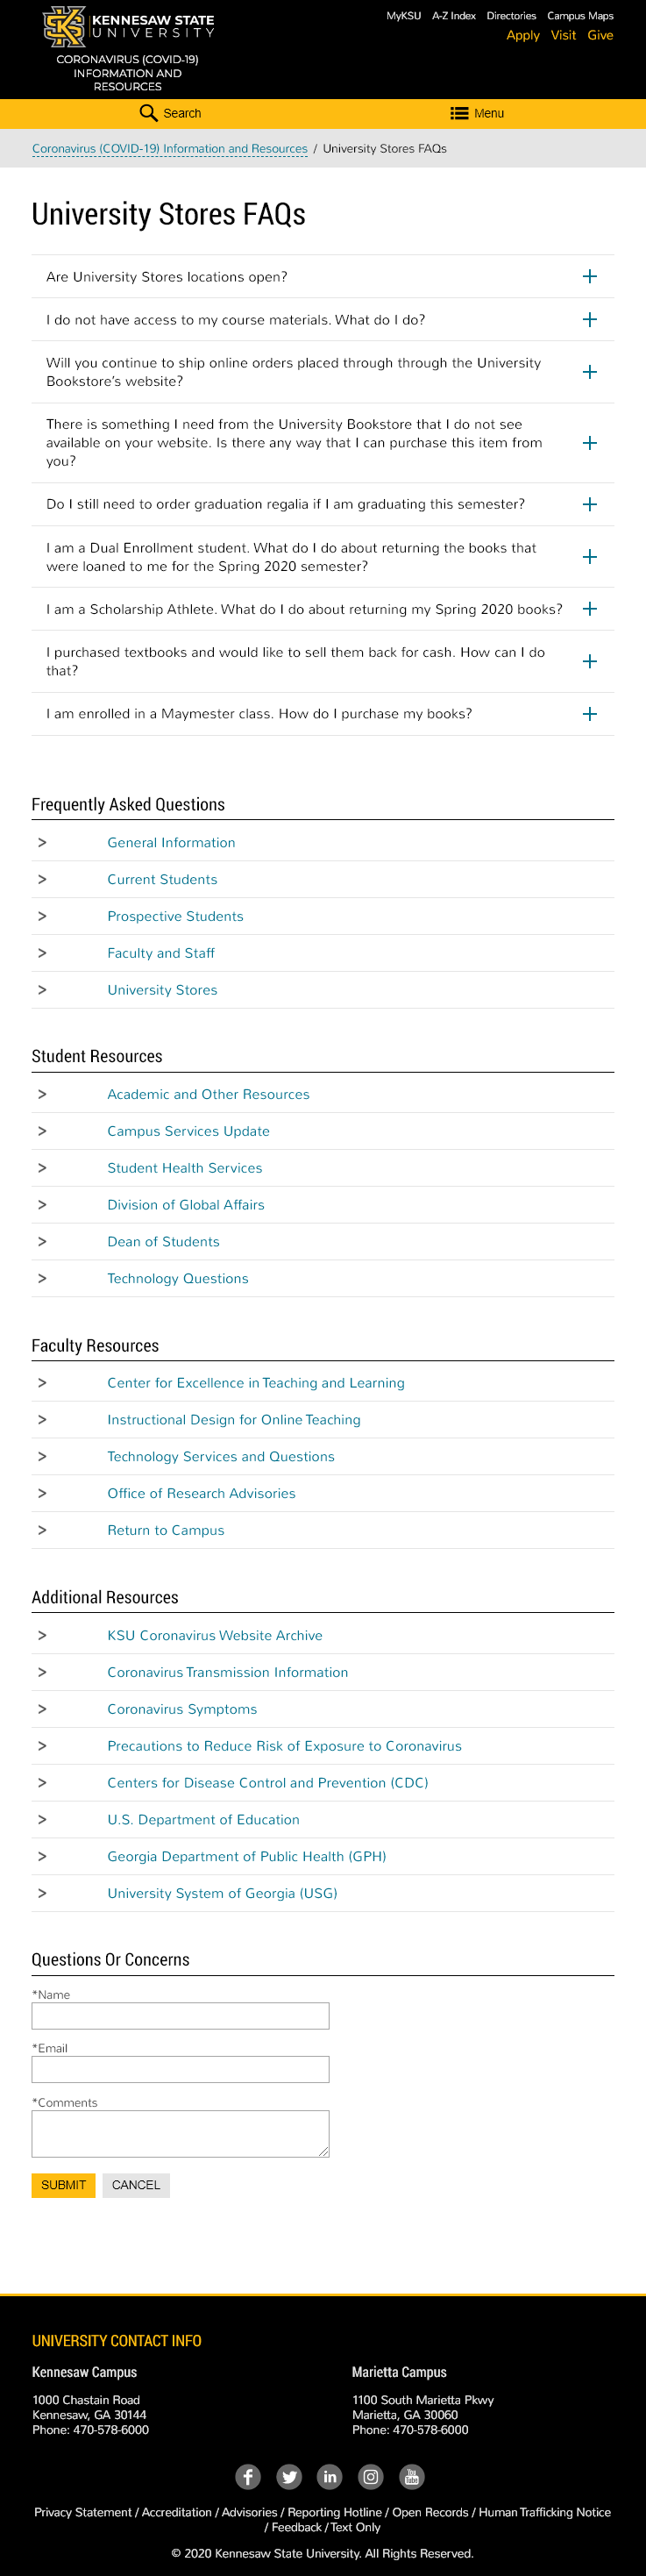 KENNESAW STATE
UNIVERSITY
MyKSU A-Z Index Directories Campus Maps
Apply Visit Give
CORONAVIRUS (COVID-19)
INFORMATION AND
RESOURCES
Search Menu
Coronavirus (COVID-19) Information and Resources / University Stores FAQs
University Stores FAQs
Are University Stores locations open?
I do not have access to my course materials. What do I do?
Will you continue to ship online orders placed through through the University
Bookstore's website?
There is something I need from the University Bookstore that I do not see
available on your website. Is there any way that I can purchase this item from
you?
Do I still need to order graduation regalia if I am graduating this semester?
I am a Dual Enrollment student. What do I do about returning the books that
were loaned to me for the Spring 2020 semester?
I am a Scholarship Athlete. What do I do about returning my Spring 2020 books?
I purchased textbooks and would like to sell them back for cash. How can I do
that?
I am enrolled in a Maymester class. How do I purchase my books?
Frequently Asked Questions
> General Information
> Current Students
> Prospective Students
> Faculty and Staff
> University Stores
Student Resources
> Academic and Other Resources
> Campus Services Update
> Student Health Services
> Division of Global Affairs
> Dean of Students
> Technology Questions
Faculty Resources
> Center for Excellence in Teaching and Learning
> Instructional Design for Online Teaching
> Technology Services and Questions
> Office of Research Advisories
> Return to Campus
Additional Resources
> KSU Coronavirus Website Archive
> Coronavirus Transmission Information
> Coronavirus Symptoms
> Precautions to Reduce Risk of Exposure to Coronavirus
> Centers for Disease Control and Prevention (CDC)
> U.S. Department of Education
> Georgia Department of Public Health (GPH)
> University System of Georgia (USG)
Questions Or Concerns
*Name
*Email
*Comments
SUBMIT CANCEL
UNIVERSITY CONTACT INFO
Kennesaw Campus
1000 Chastain Road
Kennesaw, GA 30144
Phone: 470-578-6000
Marietta Campus
1100 South Marietta Pkwy
Marietta, GA 30060
Phone: 470-578-6000
Privacy Statement / Accreditation / Advisories / Reporting Hotline / Open Records / Human Trafficking Notice
/ Feedback / Text Only
© 2020 Kennesaw State University. All Rights Reserved.